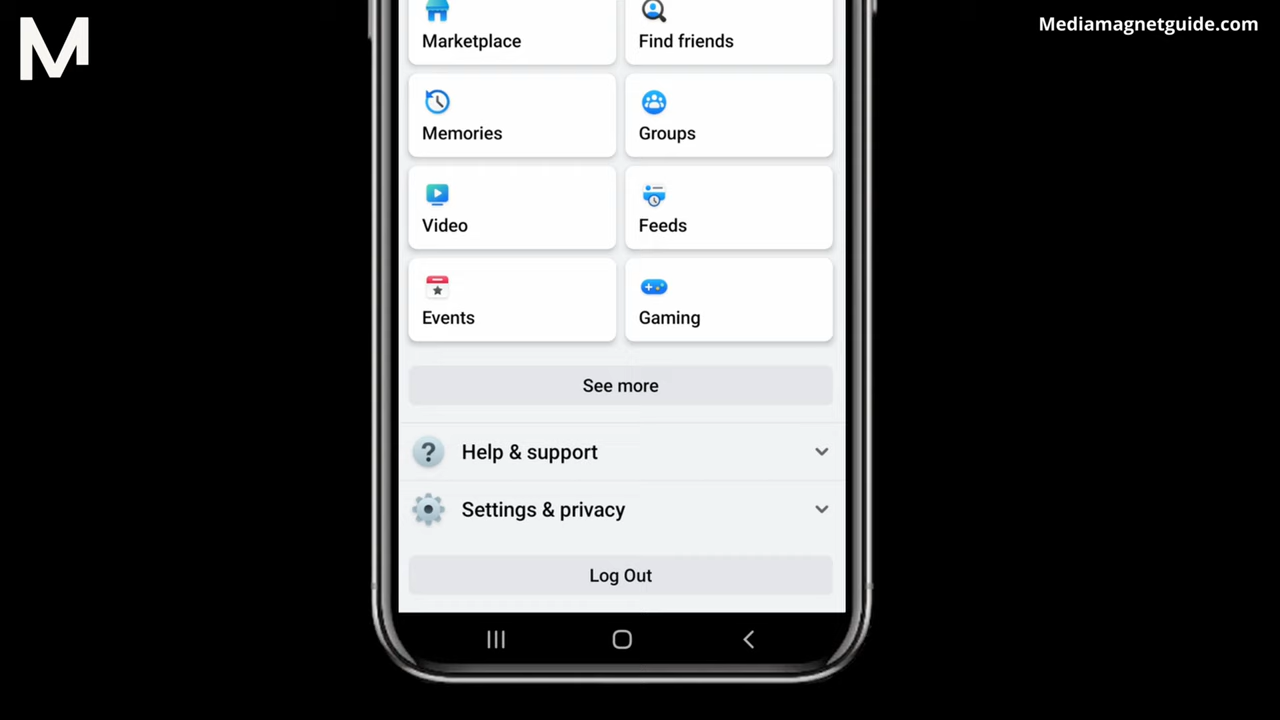 M
Mediamagnetguide.com
Marketplace
Find friends
Memories
Groups
Video
Feeds
Events
Gaming
See more
? Help & support
Settings & privacy
Log Out